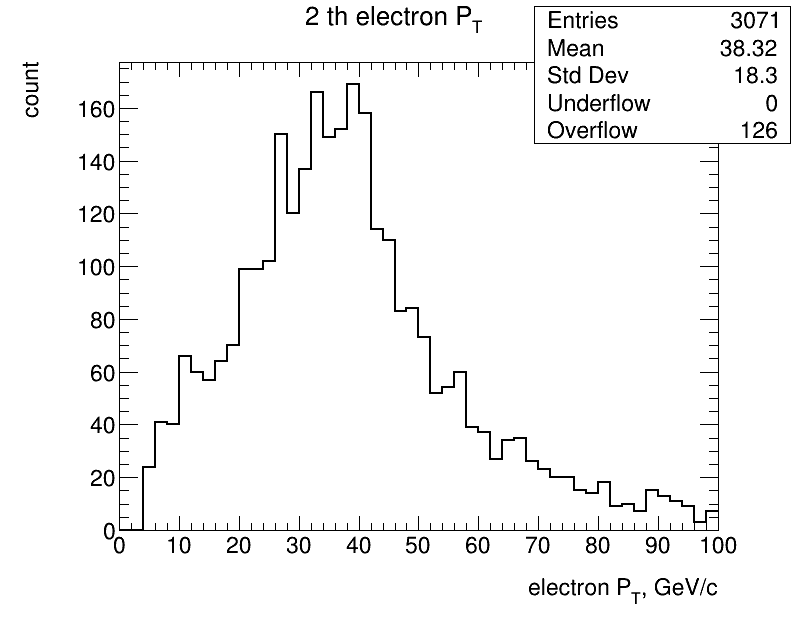 2 th electron P_T
Entries 3071
Mean 38.32
Std Dev 18.3
Underflow 0
Overflow 126
count
160
140
120
100
80
60
40
20
0
0 10 20 30 40 50 60 70 80 90 100
electron P_T, GeV/c